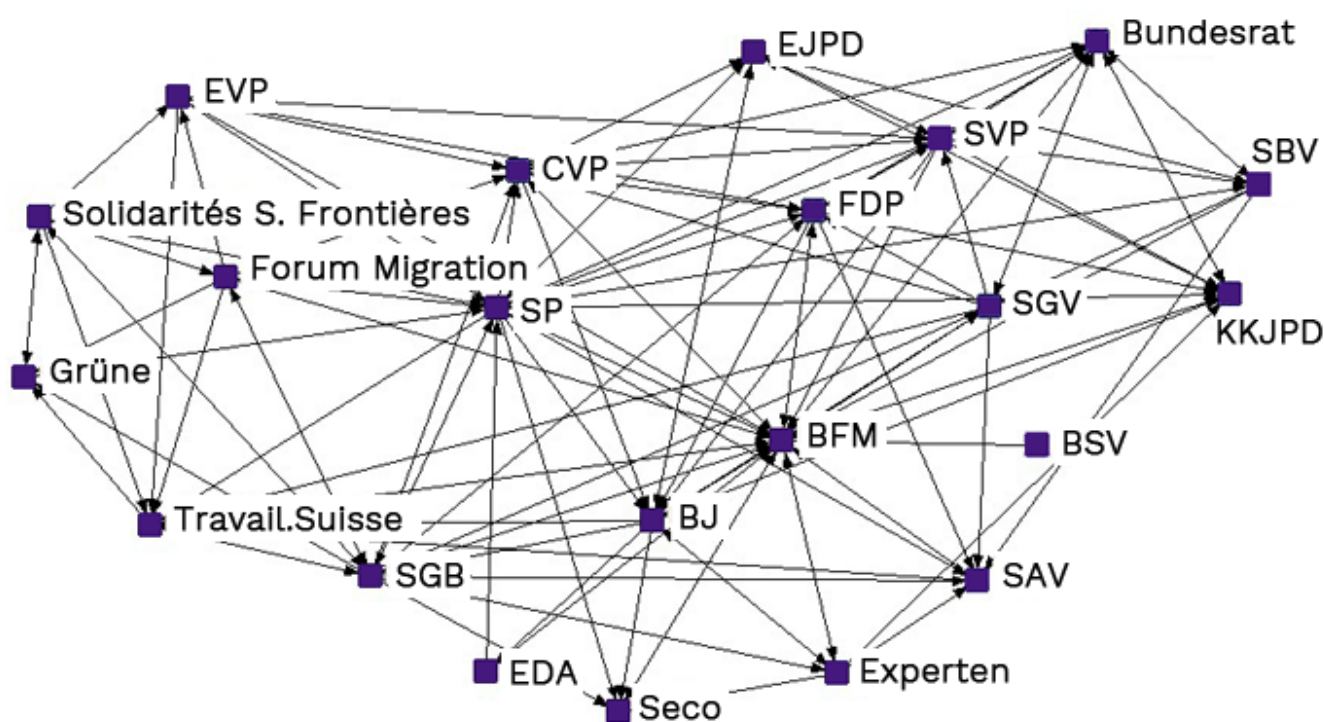 EJPD
Bundesrat
EVP
SVP
CVP
SBV
Solidarités S. Frontières
FDP
Forum Migration
SP
SGV
KKJPD
Grüne
BFM
BSV
Travail.Suisse
BJ
SGB
SAV
EDA
Experten
Seco